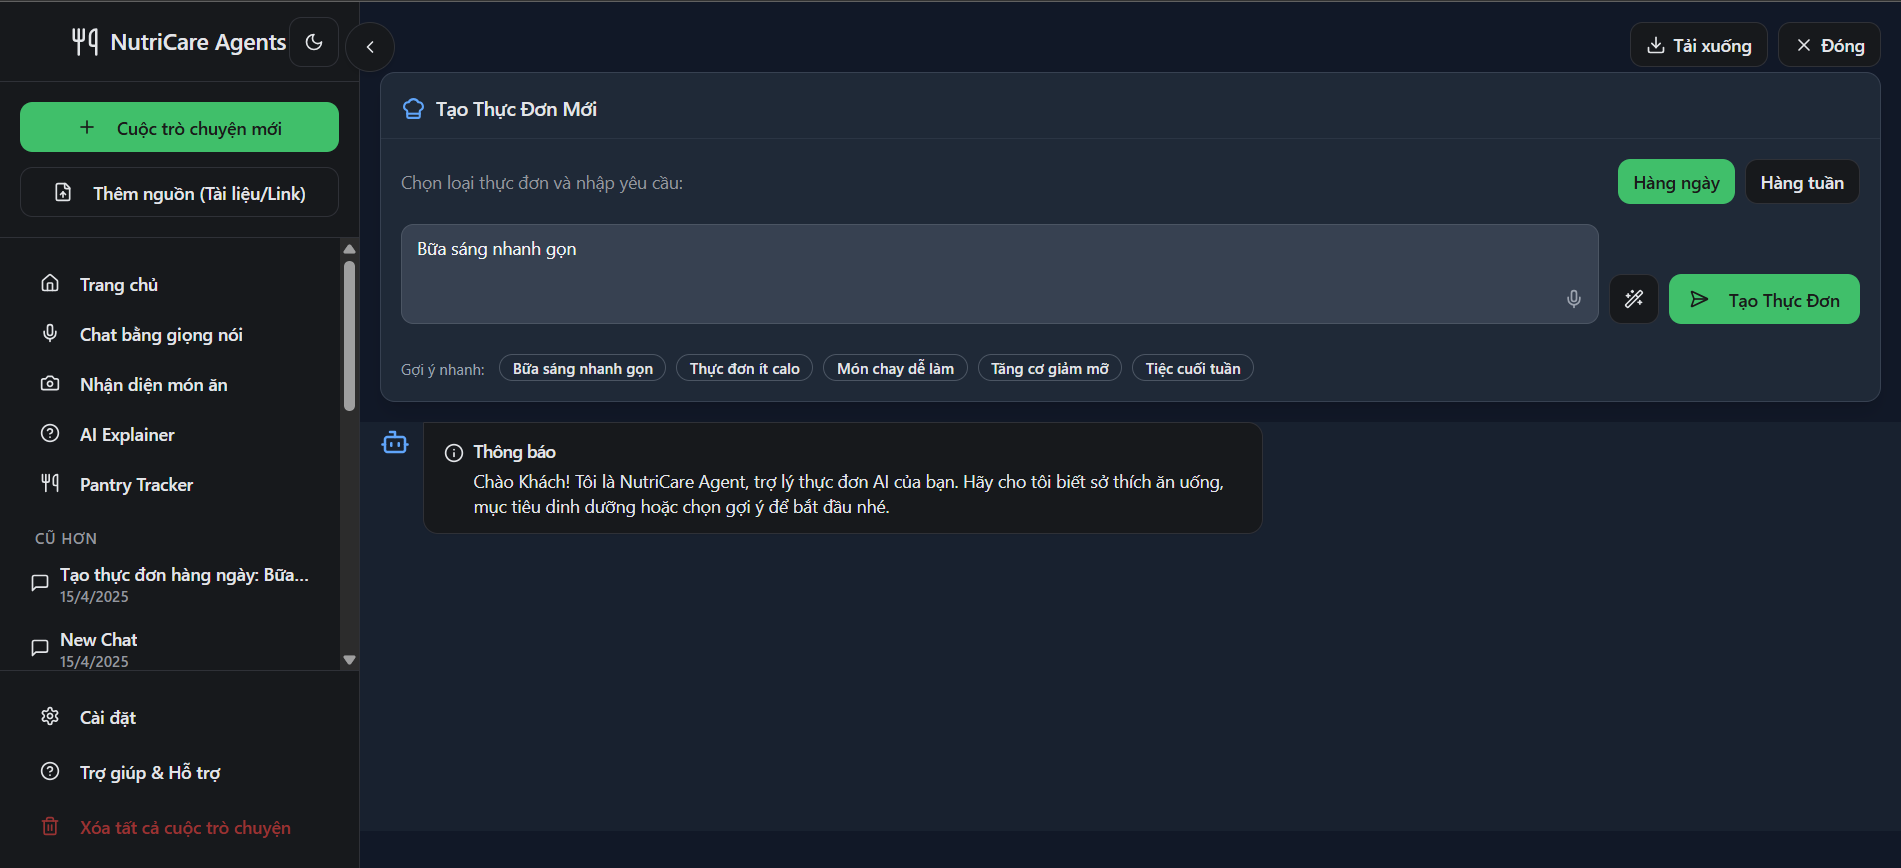 NutriCare Agents
Cuộc trò chuyện mới
Thêm nguồn (Tài liệu/Link)
Trang chủ
Chat bằng giọng nói
Nhận diện món ăn
AI Explainer
Pantry Tracker
CŨ HƠN
Tạo thực đơn hàng ngày: Bữa...
15/4/2025
New Chat
15/4/2025
Cài đặt
Trợ giúp & Hỗ trợ
Xóa tất cả cuộc trò chuyện
Tải xuống
Đóng
Tạo Thực Đơn Mới
Chọn loại thực đơn và nhập yêu cầu:
Hàng ngày
Hàng tuần
Bữa sáng nhanh gọn
Tạo Thực Đơn
Gợi ý nhanh:
Bữa sáng nhanh gọn
Thực đơn ít calo
Món chay dễ làm
Tăng cơ giảm mỡ
Tiệc cuối tuần
Thông báo
Chào Khách! Tôi là NutriCare Agent, trợ lý thực đơn AI của bạn. Hãy cho tôi biết sở thích ăn uống,
mục tiêu dinh dưỡng hoặc chọn gợi ý để bắt đầu nhé.